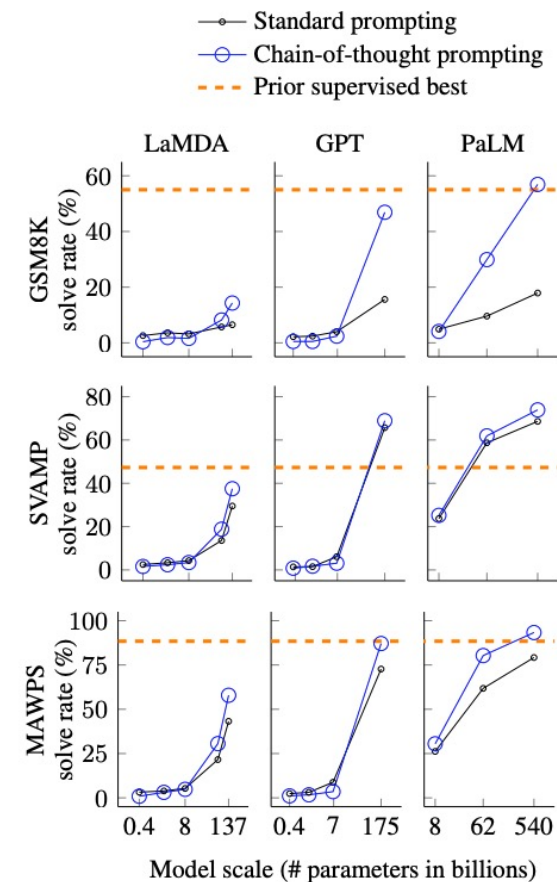 Standard prompting
Chain-of-thought prompting
Prior supervised best
LaMDA GPT PaLM
GSM8K
solve rate (%)
60
40
20
0
SVAMP
solve rate (%)
80
60
40
20
0
MAWPS
solve rate (%)
100
75
50
25
0
0.4 8 137 0.4 7 175 8 62 540
Model scale (# parameters in billions)